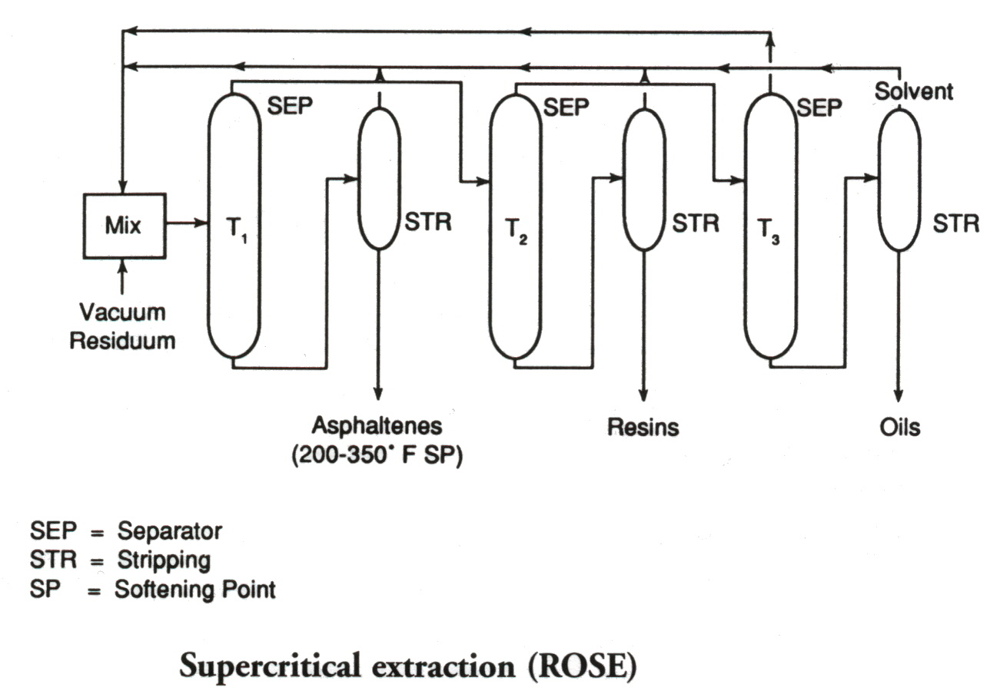 Solvent
SEP
SEP
SEP
Mix
T₁
STR
T₂
STR
T₃
STR
Vacuum
Residuum
Asphaltenes
(200-350° F SP)
Resins
Oils
SEP = Separator
STR = Stripping
SP = Softening Point
Supercritical extraction (ROSE)